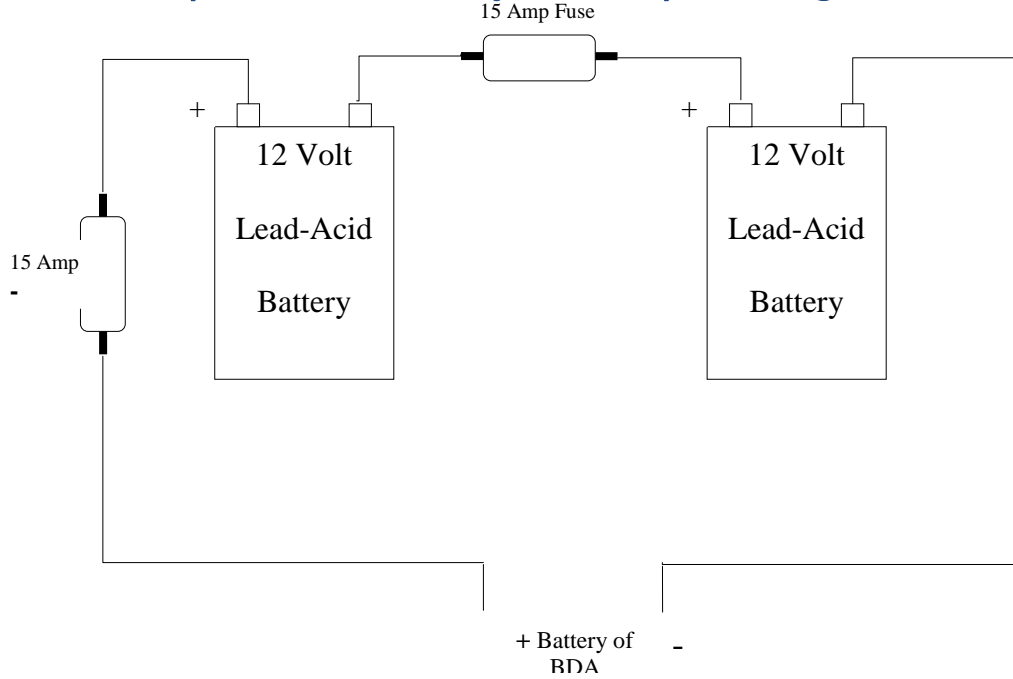 15 Amp Fuse
+
+
12 Volt
Lead-Acid
Battery
12 Volt
Lead-Acid
Battery
15 Amp
-
+ Battery of -
BDA